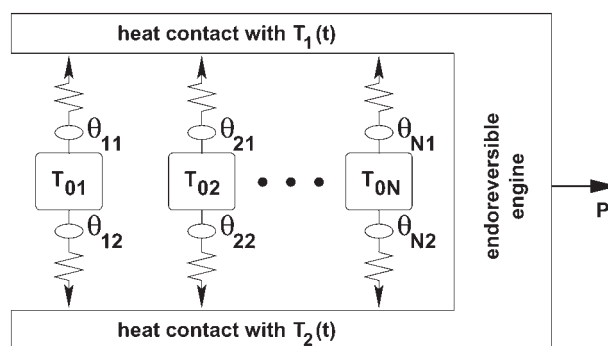 heat contact with T₁(t)
θ₁₁ θ₂₁ θN1
T₀₁ T₀₂ • • • T₀N
θ₁₂ θ₂₂ θN2
heat contact with T₂(t)
endoreversible
engine
P